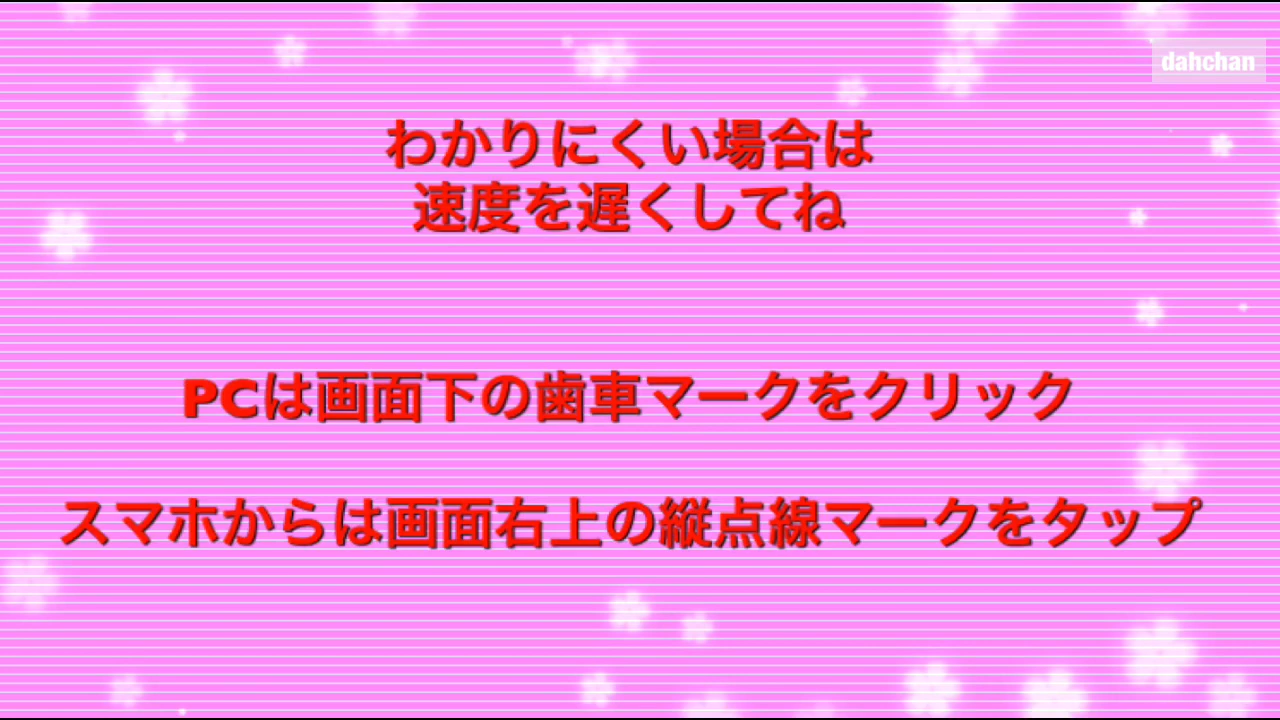 dahchan
わかりにくい場合は
速度を遅くしてね
PCは画面下の歯車マークをクリック
スマホからは画面右上の縦点線マークをタップ